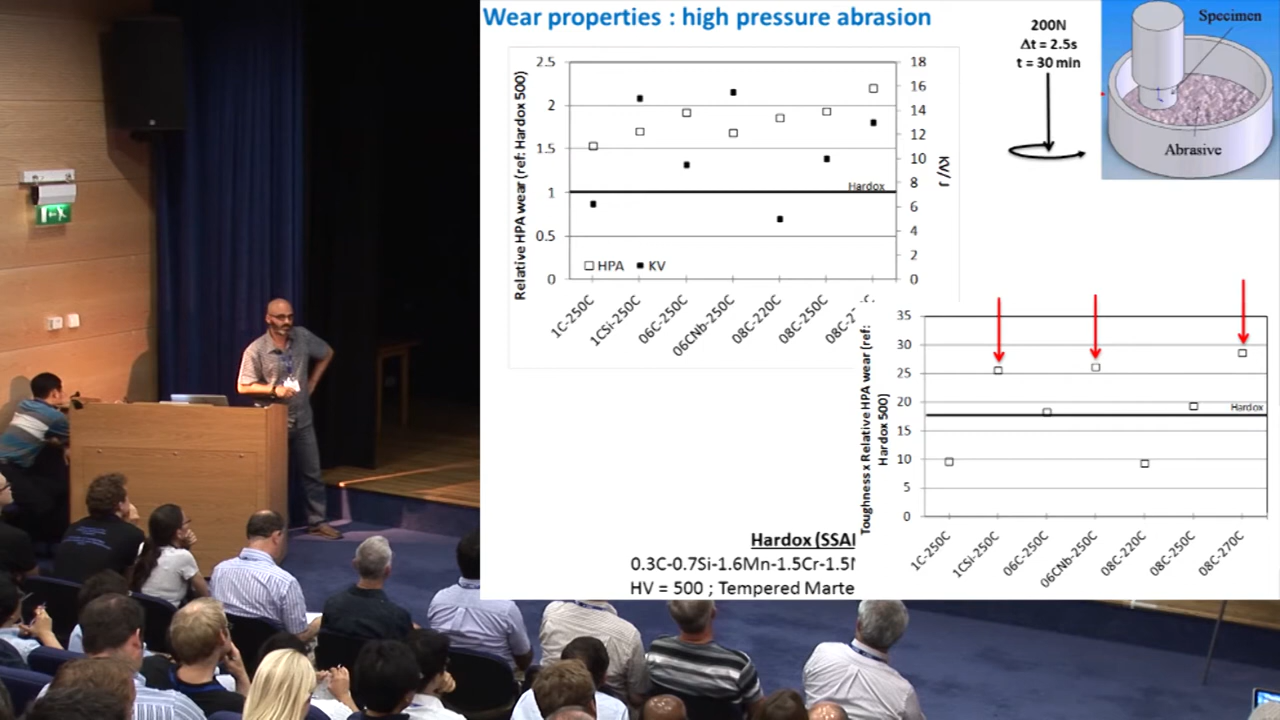 Wear properties : high pressure abrasion
200N
Δt = 2.5s
t = 30 min
Specimen
Abrasive
Relative HPA wear (ref: Hardox 500)
2.5
2
1.5
1
0.5
0
18
16
14
12
10
8
6
4
2
0
KV/ J
Hardox
HPA
KV
1C-250C
1CSi-250C
06C-250C
06CNb-250C
08C-220C
08C-250C
Toughness x Relative HPA wear (ref:
Hardox 500)
35
30
25
20
15
10
5
0
Hardox
1C-250C
1CSi-250C
06C-250C
06CNb-250C
08C-220C
08C-250C
08C-270C
Hardox (SSA
0.3C-0.7Si-1.6Mn-1.5Cr-1.5
HV = 500 ; Tempered Marte